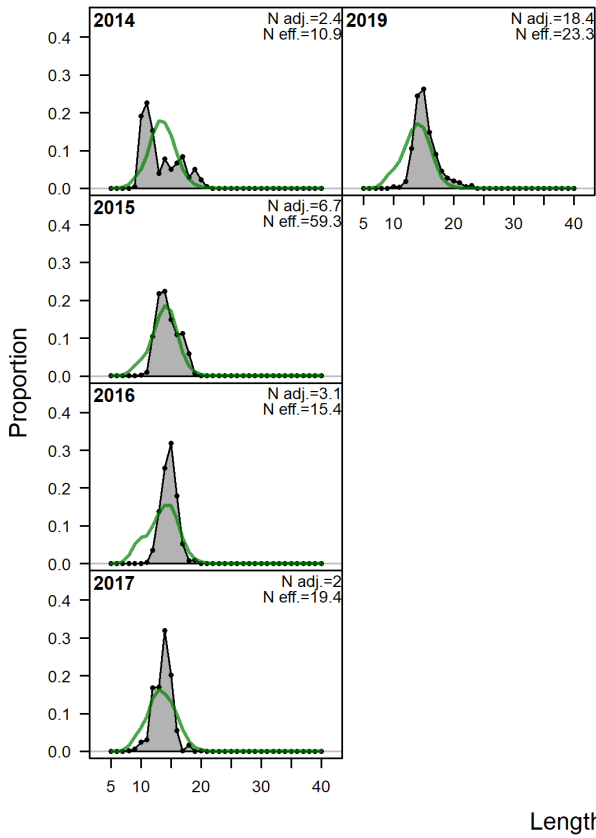 2014
N adj.=2.4
N eff.=10.9
0.4
0.3
0.2
0.1
0.0
2015
N adj.=6.7
N eff.=59.3
0.4
0.3
0.2
0.1
0.0
2016
N adj.=3.1
N eff.=15.4
0.4
0.3
0.2
0.1
0.0
2017
N adj.=2
N eff.=19.4
0.4
0.3
0.2
0.1
0.0
5 10 20 30 40
2019
N adj.=18.4
N eff.=23.3
5 10 20 30 40
Proportion
Length